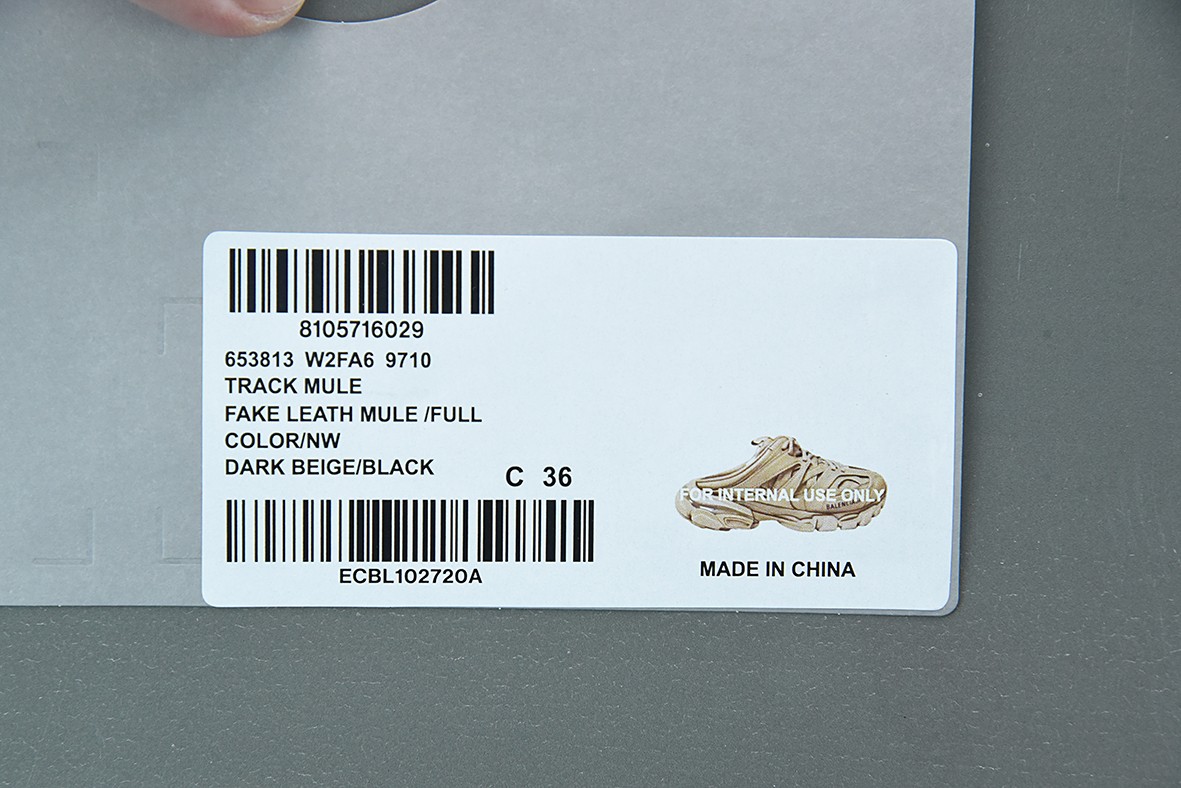 8105716029
653813 W2FA6 9710
TRACK MULE
FAKE LEATH MULE /FULL
COLOR/NW
DARK BEIGE/BLACK
C 36
ECBL102720A
FOR INTERNAL USE ONLY
MADE IN CHINA